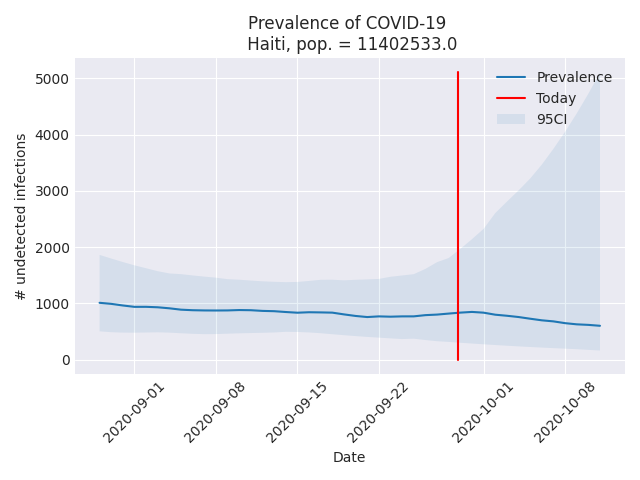 Prevalence of COVID-19
Haiti, pop. = 11402533.0
Prevalence
Today
95CI
# undetected infections
5000
4000
3000
2000
1000
0
2020-09-01
2020-09-08
2020-09-15
2020-09-22
2020-10-01
2020-10-08
Date